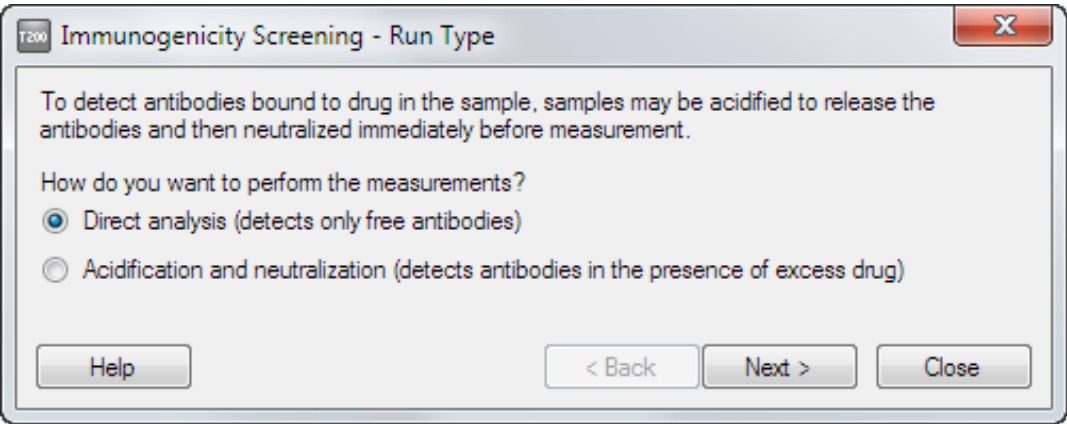 T200 Immunogenicity Screening - Run Type
To detect antibodies bound to drug in the sample, samples may be acidified to release the
antibodies and then neutralized immediately before measurement.
How do you want to perform the measurements?
Direct analysis (detects only free antibodies)
Acidification and neutralization (detects antibodies in the presence of excess drug)
Help < Back Next > Close